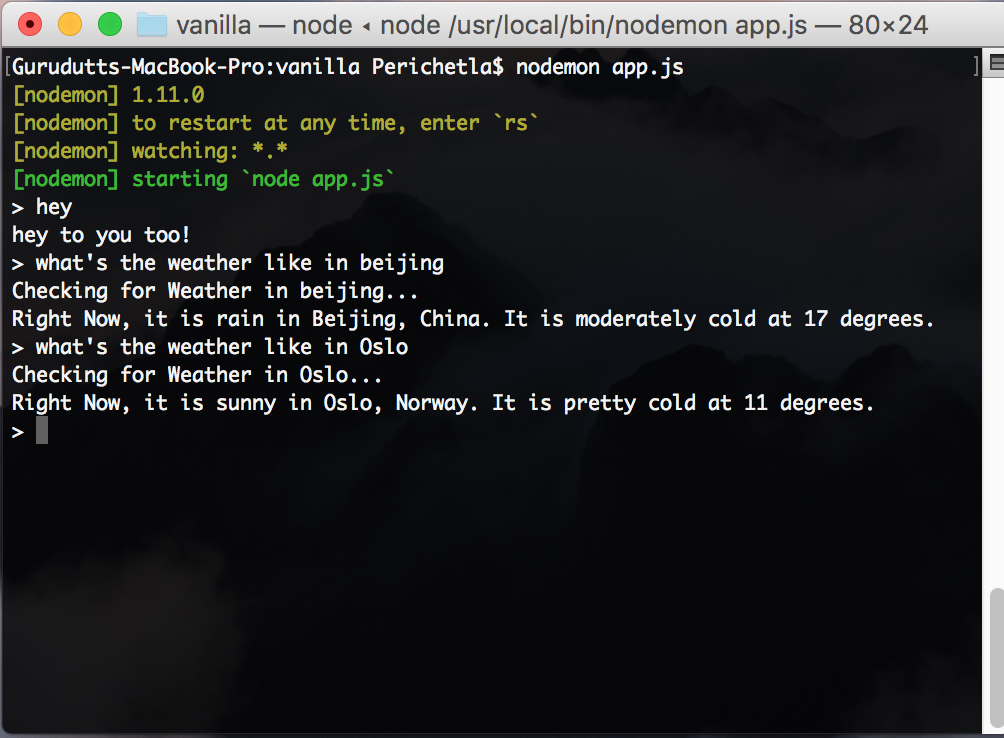 vanilla — node ◂ node /usr/local/bin/nodemon app.js — 80×24
[Gurudutts-MacBook-Pro:vanilla Perichetla$ nodemon app.js ]
[nodemon] 1.11.0
[nodemon] to restart at any time, enter `rs`
[nodemon] watching: *.*
[nodemon] starting `node app.js`
> hey
hey to you too!
> what's the weather like in beijing
Checking for Weather in beijing...
Right Now, it is rain in Beijing, China. It is moderately cold at 17 degrees.
> what's the weather like in Oslo
Checking for Weather in Oslo...
Right Now, it is sunny in Oslo, Norway. It is pretty cold at 11 degrees.
>